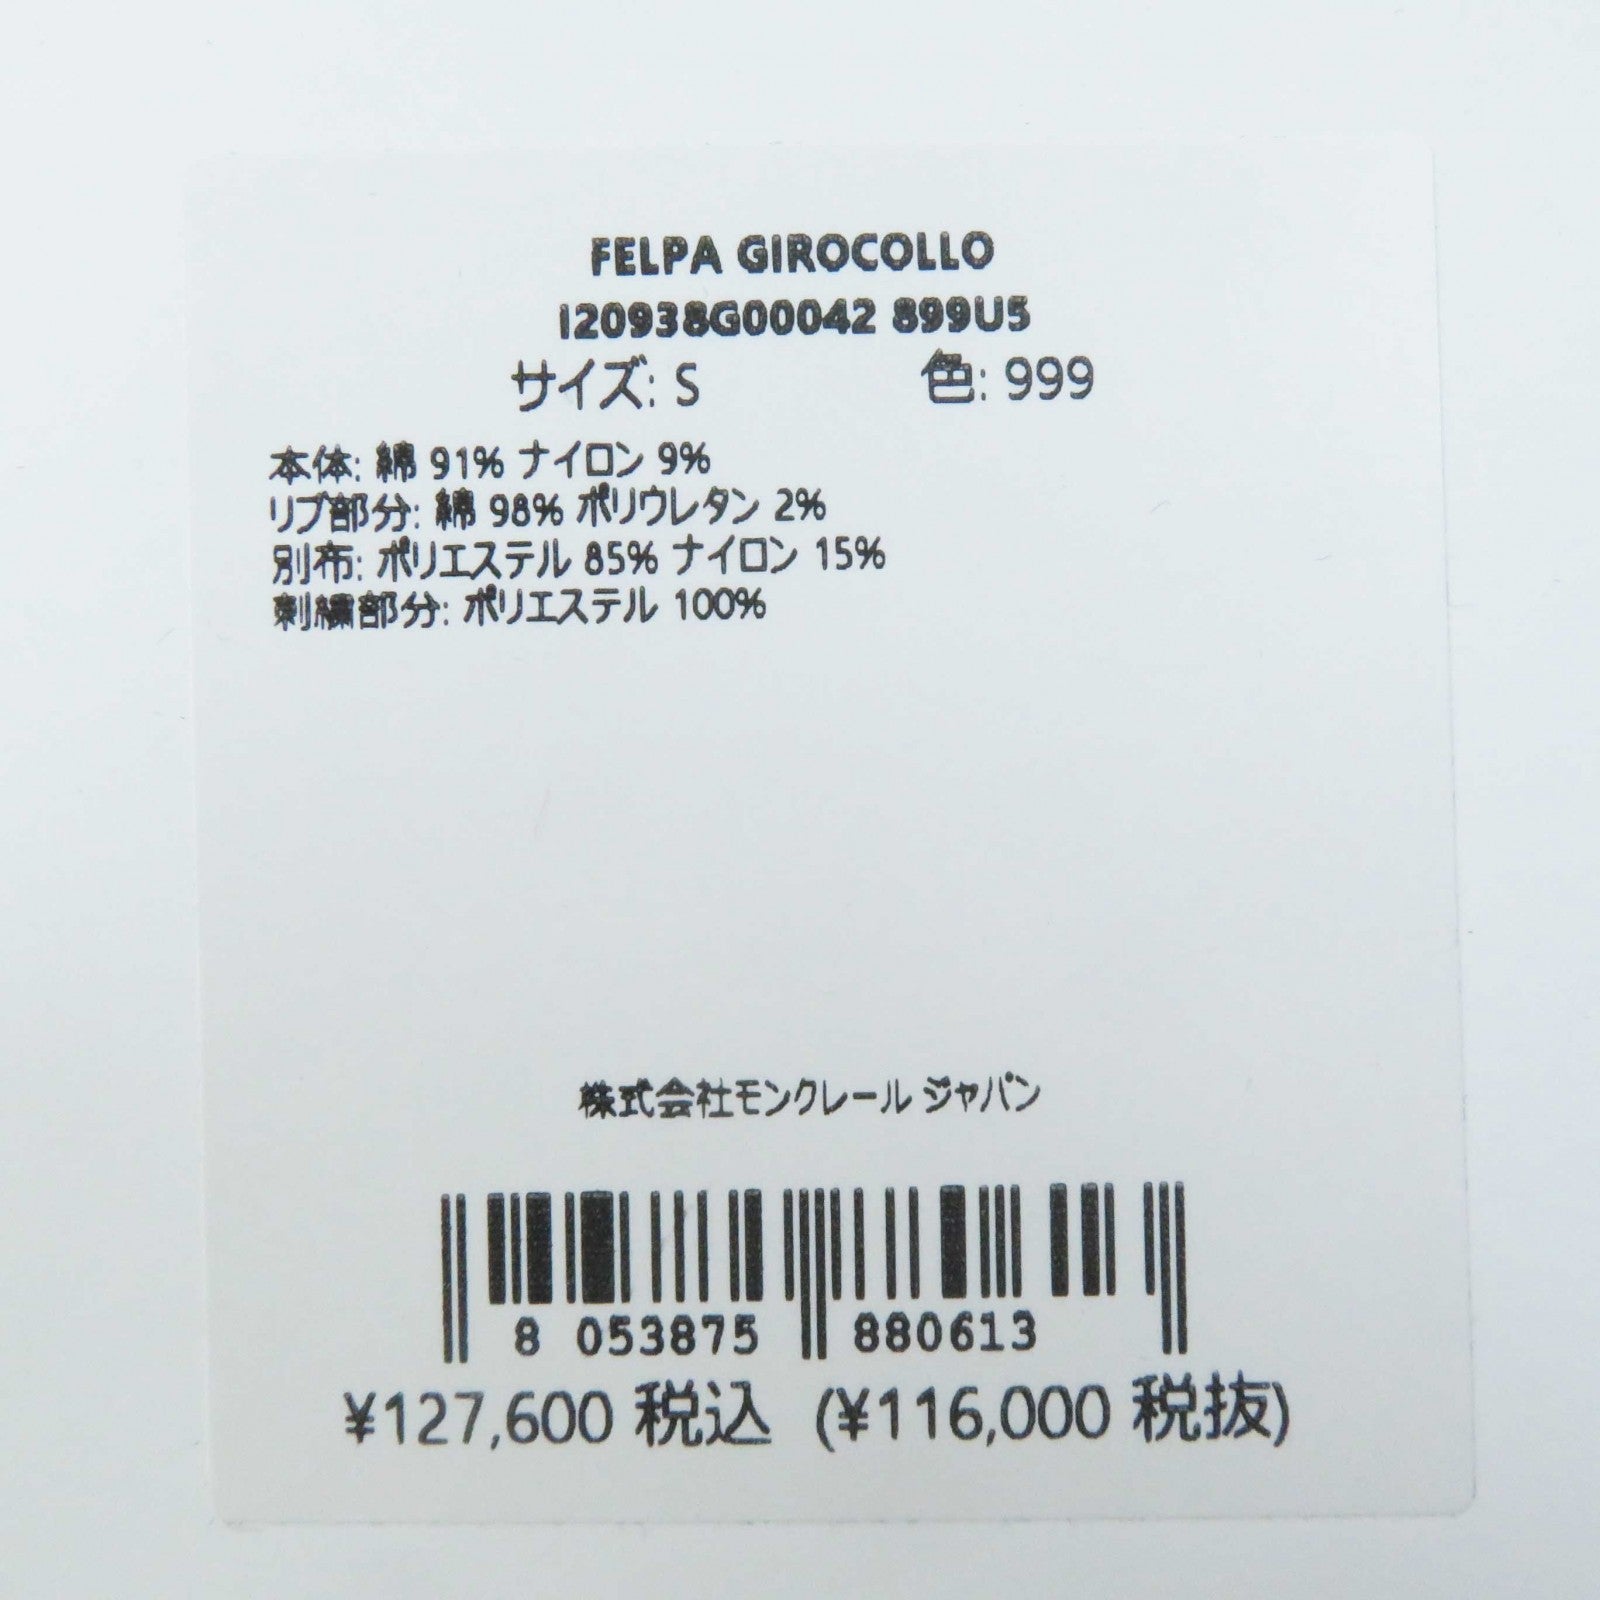 FELPA GIROCOLLO
I20938G00042 899U5
サイズ: S 色: 999
本体: 綿 91% ナイロン 9%
リブ部分: 綿 98% ポリウレタン 2%
別布: ポリエステル 85% ナイロン 15%
刺繍部分: ポリエステル 100%
株式会社モンクレール ジャパン
8 053875 880613
¥127,600 税込 (¥116,000 税抜)